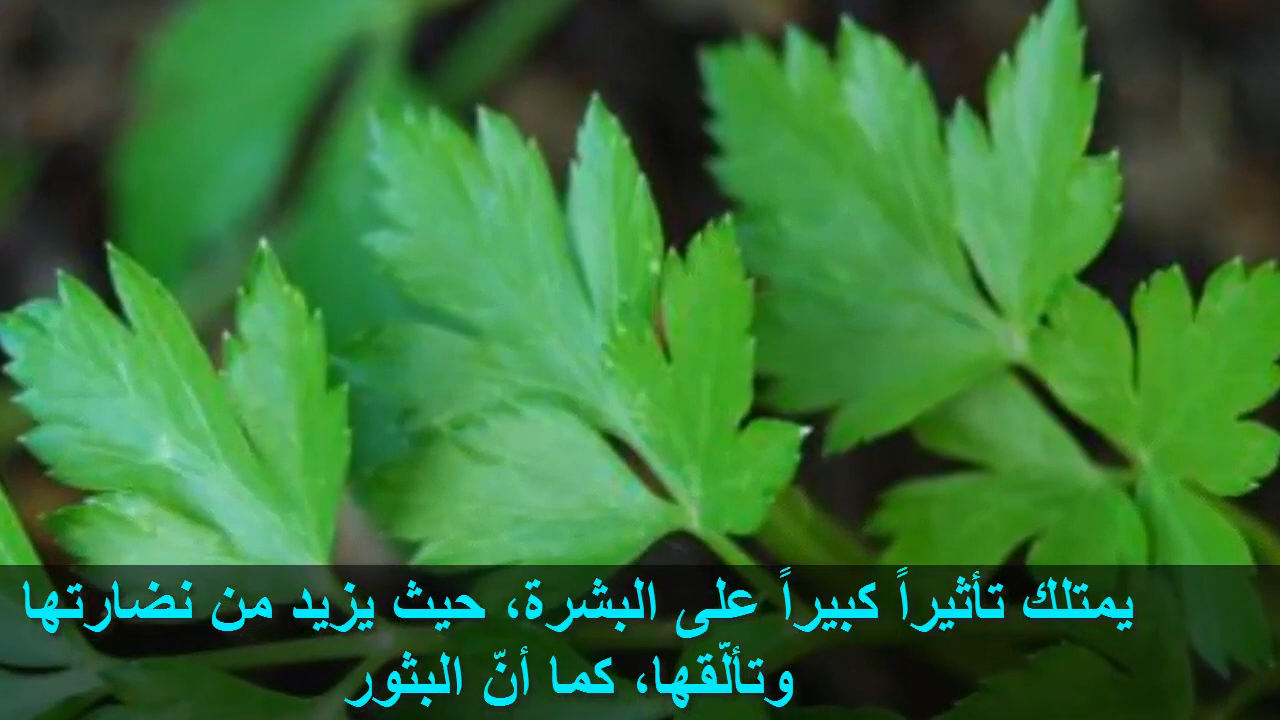 يمتلك تأثيراً كبيراً على البشرة، حيث يزيد من نضارتها
وتألّقها، كما أنّ البثور